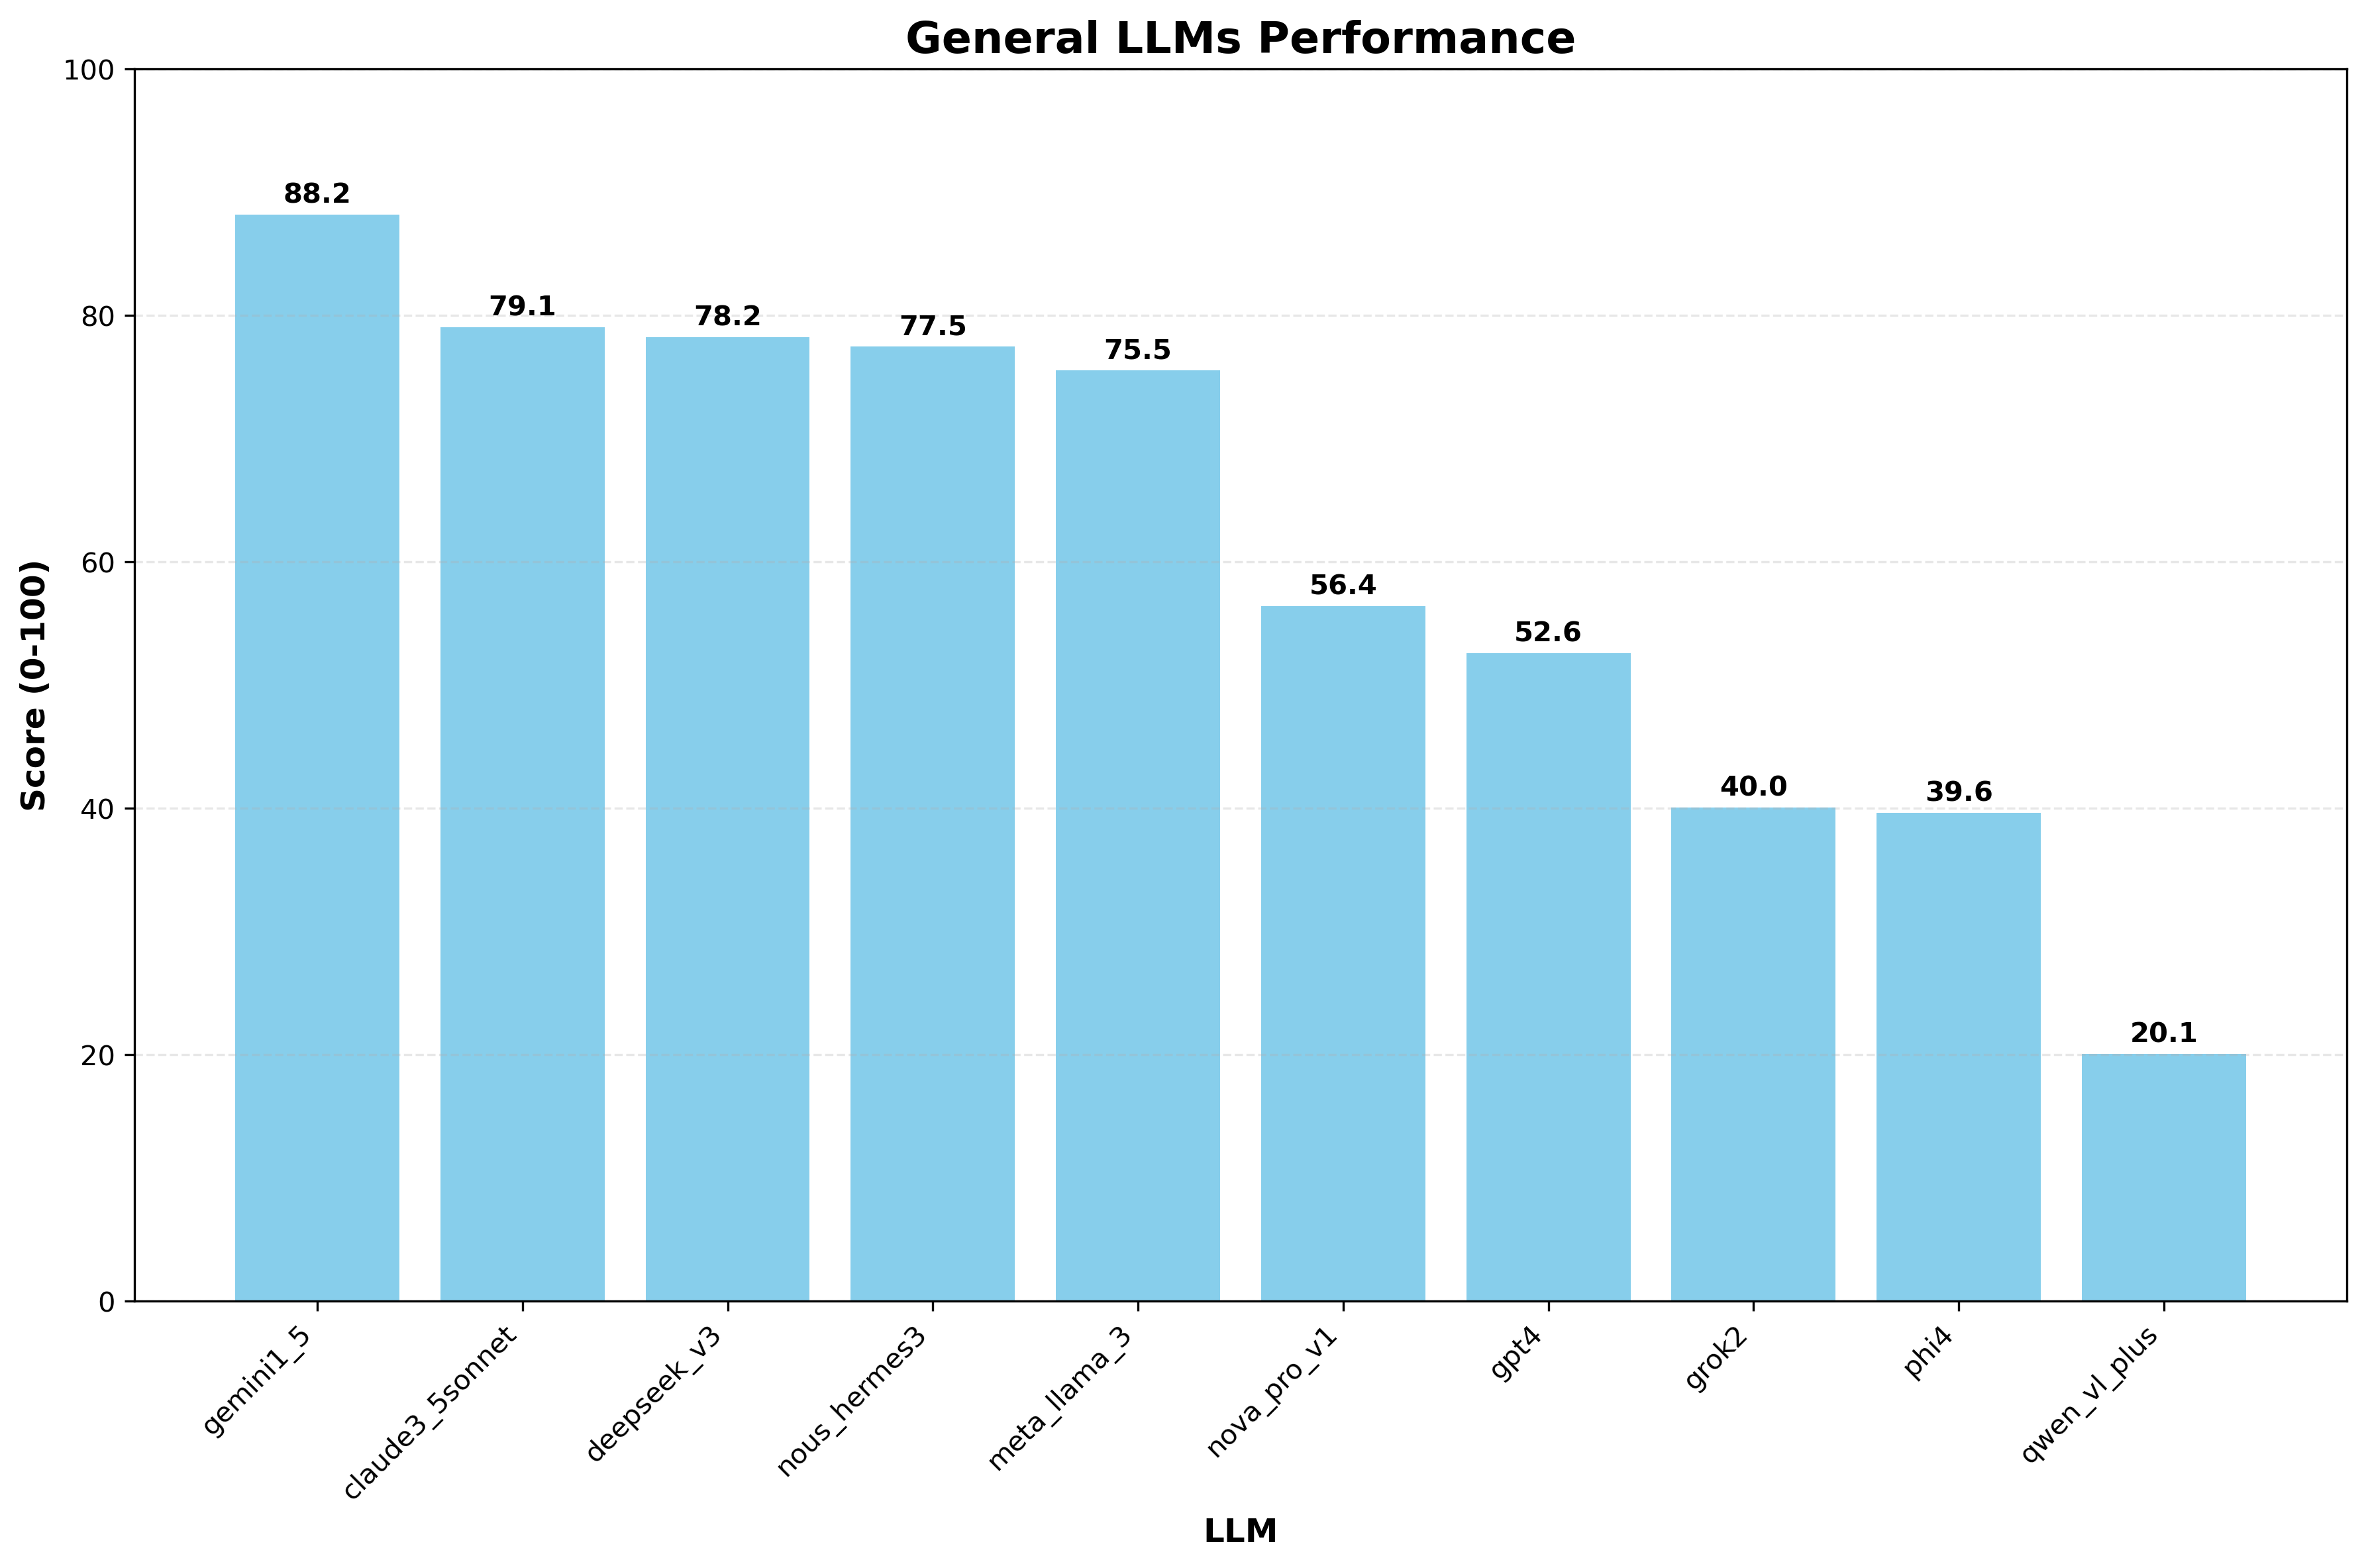 General LLMs Performance
100
80
60
40
20
0
Score (0-100)
88.2
79.1
78.2
77.5
75.5
56.4
52.6
40.0
39.6
20.1
gemini1_5
claude3_5sonnet
deepseek_v3
nous_hermes3
meta_llama_3
nova_pro_v1
gpt4
grok2
phi4
qwen_vl_plus
LLM